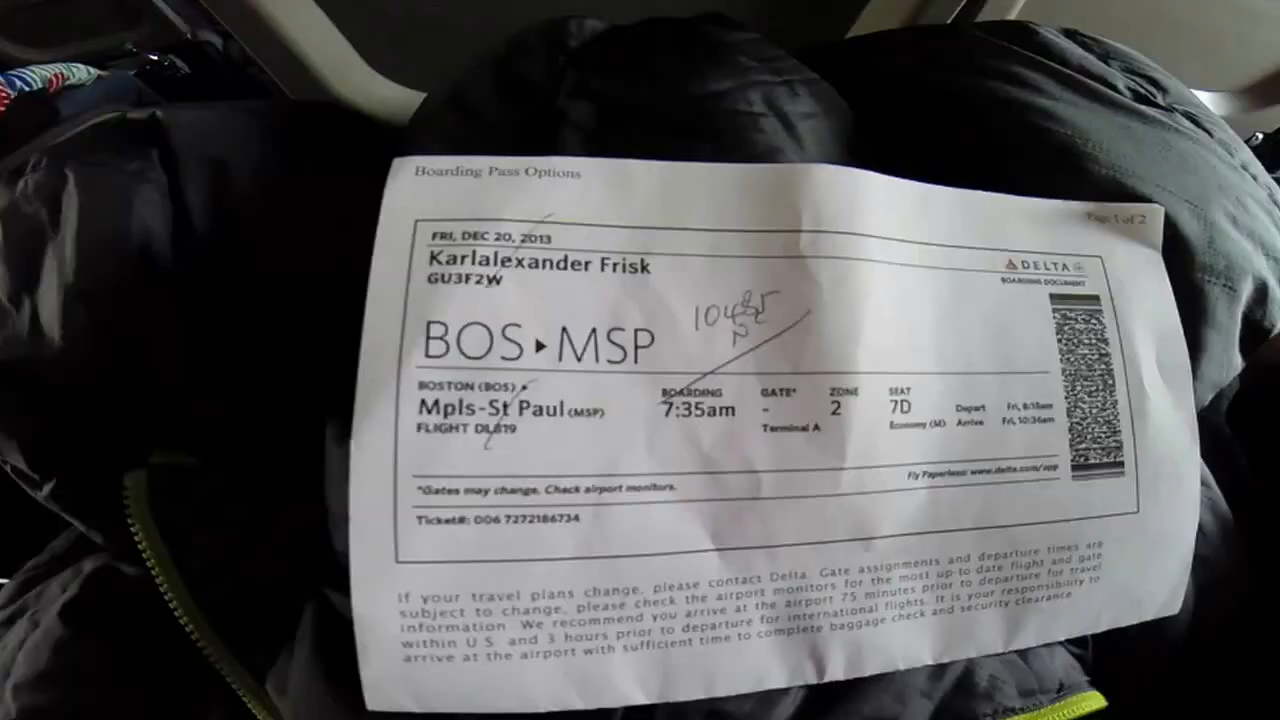 Boarding Pass Options
Page 1 of 2
FRI, DEC 20, 2013
Karlalexander Frisk
GU3F2W
DELTA
BOARDING DOCUMENT
BOS ▸ MSP
BOSTON (BOS) ▸
Mpls-St Paul (MSP)
FLIGHT DL819
BOARDING
7:35am
GATE*
-
Terminal A
ZONE
2
SEAT
7D
Economy (M)
Depart Fri, 8:15am
Arrive Fri, 10:36am
Fly Paperless: www.delta.com/app
*Gates may change. Check airport monitors.
Ticket#: 006 7272186734
If your travel plans change, please contact Delta. Gate assignments and departure times are
subject to change, please check the airport monitors for the most up-to date flight and gate
information. We recommend you arrive at the airport 75 minutes prior to departure for travel
within U.S. and 3 hours prior to departure for international flights. It is your responsibility to
arrive at the airport with sufficient time to complete baggage check and security clearance